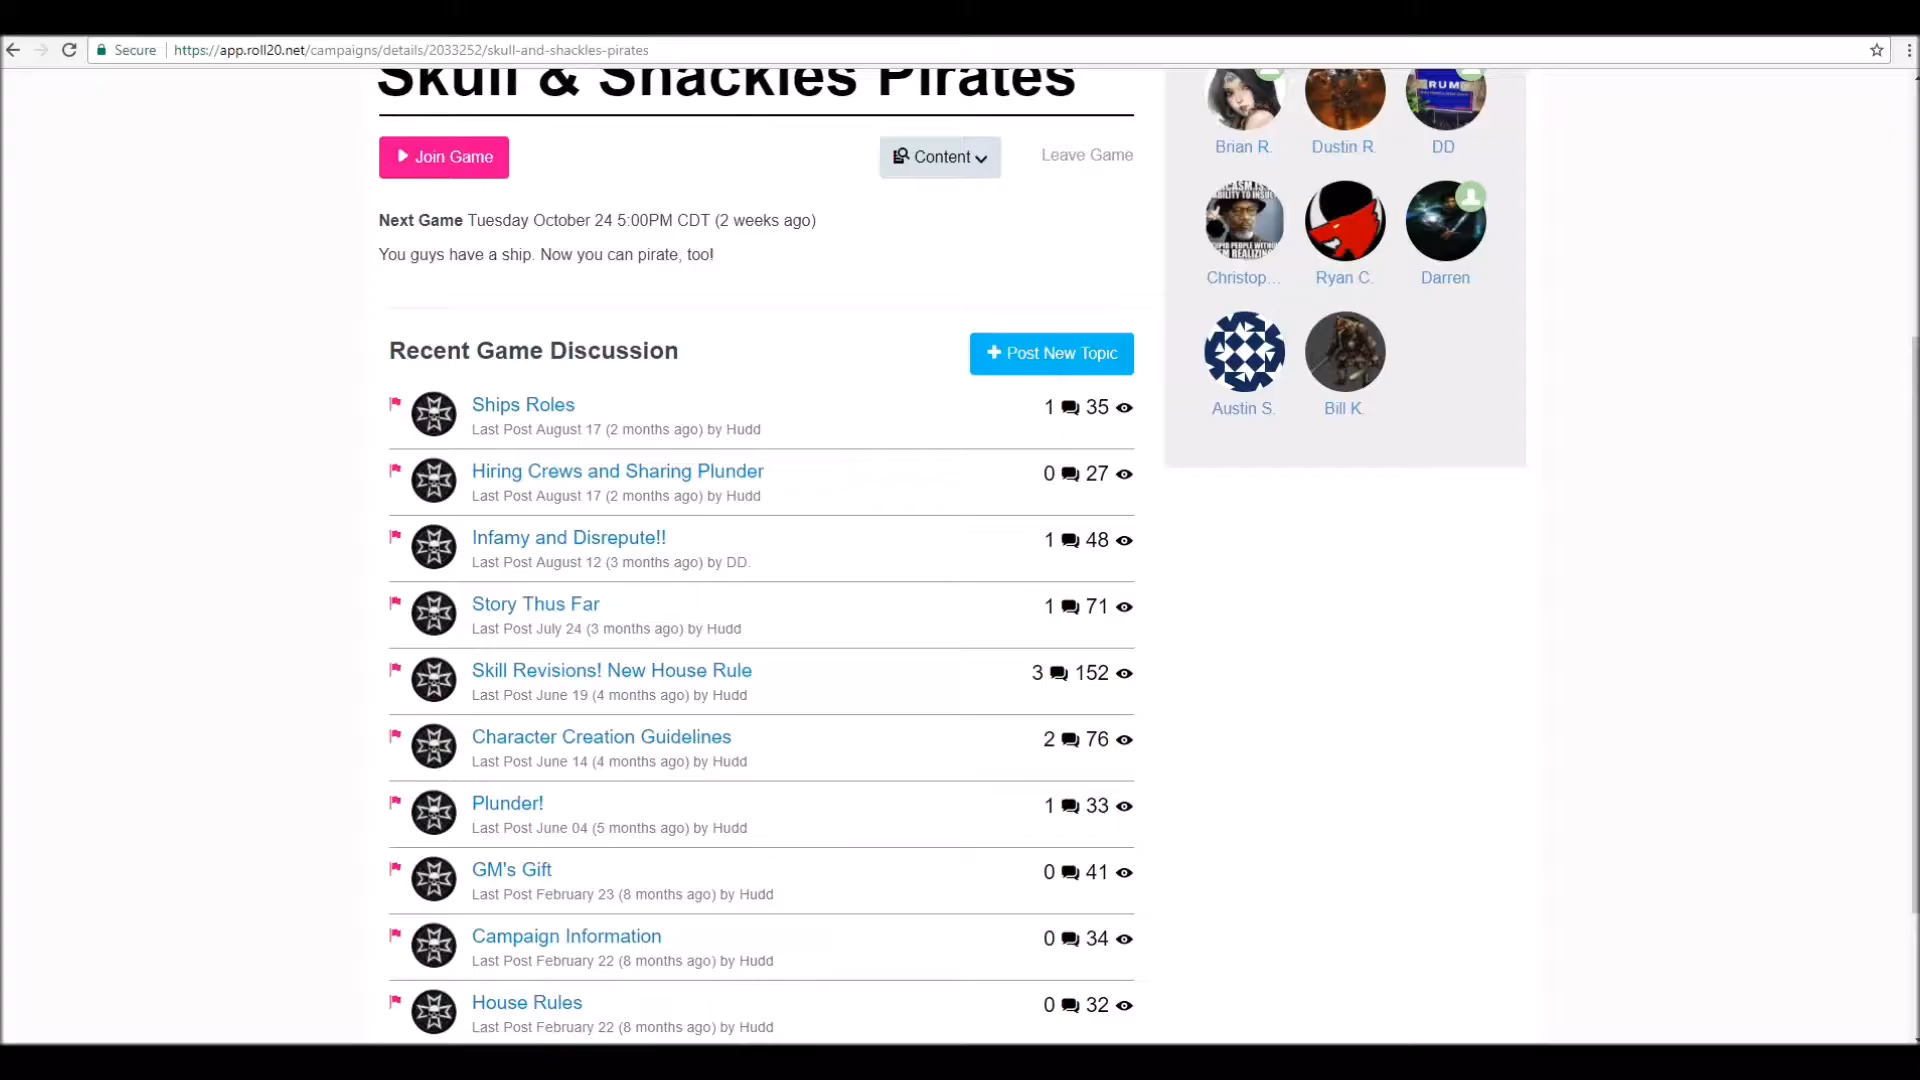 Secure https://app.roll20.net/campaigns/details/2033252/skull-and-shackles-pirates
Skull & Shackles Pirates
Join Game
Content
Leave Game
Next Game Tuesday October 24 5:00PM CDT (2 weeks ago)
You guys have a ship. Now you can pirate, too!
Recent Game Discussion
Post New Topic
Ships Roles
1 35
Last Post August 17 (2 months ago) by Hudd
Hiring Crews and Sharing Plunder
0 27
Last Post August 17 (2 months ago) by Hudd
Infamy and Disrepute!!
1 48
Last Post August 12 (3 months ago) by DD.
Story Thus Far
1 71
Last Post July 24 (3 months ago) by Hudd
Skill Revisions! New House Rule
3 152
Last Post June 19 (4 months ago) by Hudd
Character Creation Guidelines
2 76
Last Post June 14 (4 months ago) by Hudd
Plunder!
1 33
Last Post June 04 (5 months ago) by Hudd
GM's Gift
0 41
Last Post February 23 (8 months ago) by Hudd
Campaign Information
0 34
Last Post February 22 (8 months ago) by Hudd
House Rules
0 32
Last Post February 22 (8 months ago) by Hudd
RUM
Brian R. Dustin R. DD
Christop... Ryan C. Darren
Austin S. Bill K.